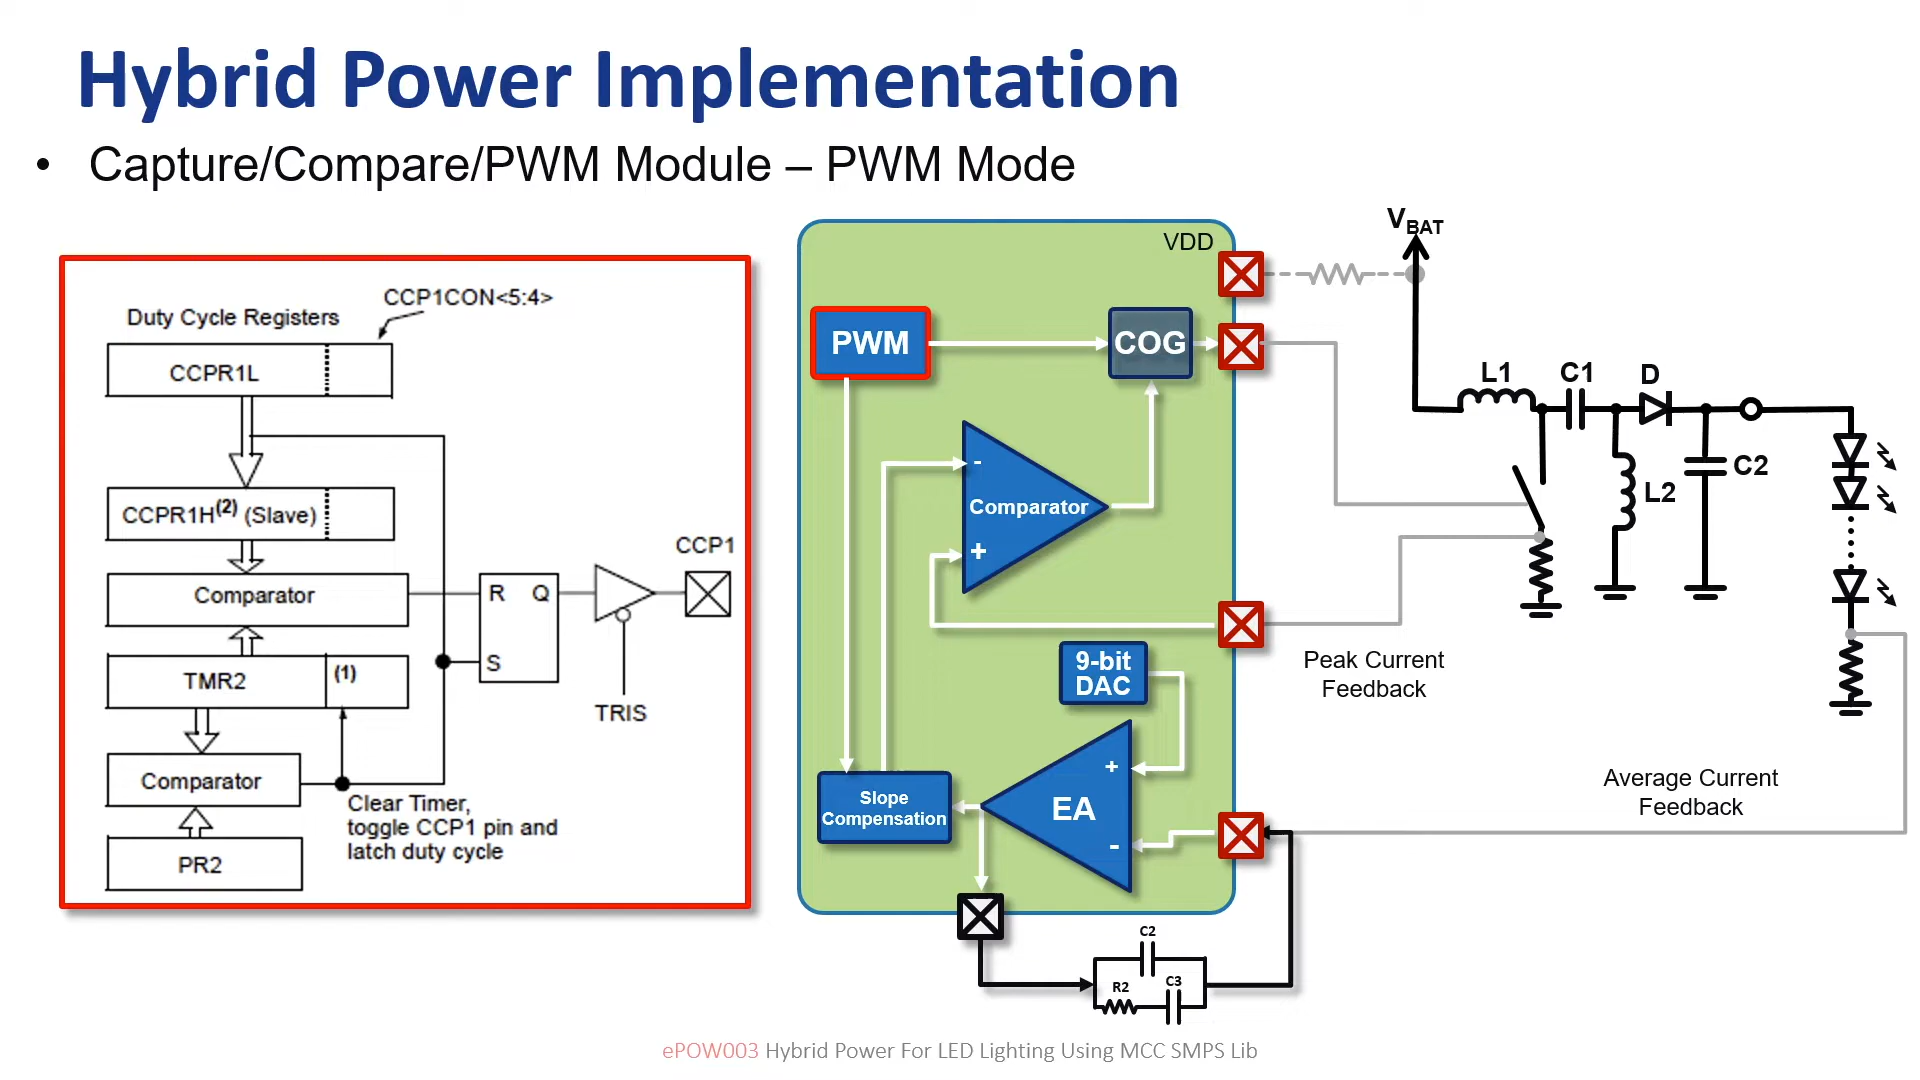 Hybrid Power Implementation
• Capture/Compare/PWM Module – PWM Mode
CCP1CON<5:4>
Duty Cycle Registers
CCPR1L
CCPR1H(2) (Slave)
Comparator
R Q
S
CCP1
TMR2 (1)
TRIS
Comparator
Clear Timer,
toggle CCP1 pin and
latch duty cycle
PR2
VDD
PWM
COG
-
Comparator
+
9-bit
DAC
+
EA
-
Slope
Compensation
C2
R2
C3
VBAT
L1
C1
D
L2
C2
Peak Current
Feedback
Average Current
Feedback
ePOW003 Hybrid Power For LED Lighting Using MCC SMPS Lib